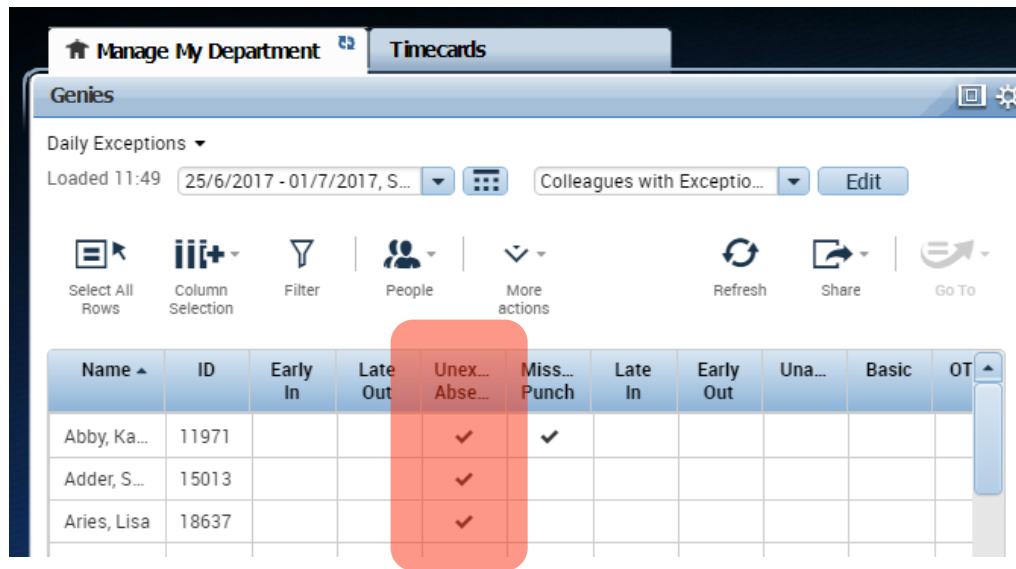 Manage My Department Timecards
Genies
Daily Exceptions
Loaded 11:49 25/6/2017 - 01/7/2017, S... Colleagues with Exceptio... Edit
Select All Rows Column Selection Filter People More actions Refresh Share Go To
Name ID Early In Late Out Unex... Abse... Miss... Punch Late In Early Out Una... Basic OT
Abby, Ka... 11971
Adder, S... 15013
Aries, Lisa 18637